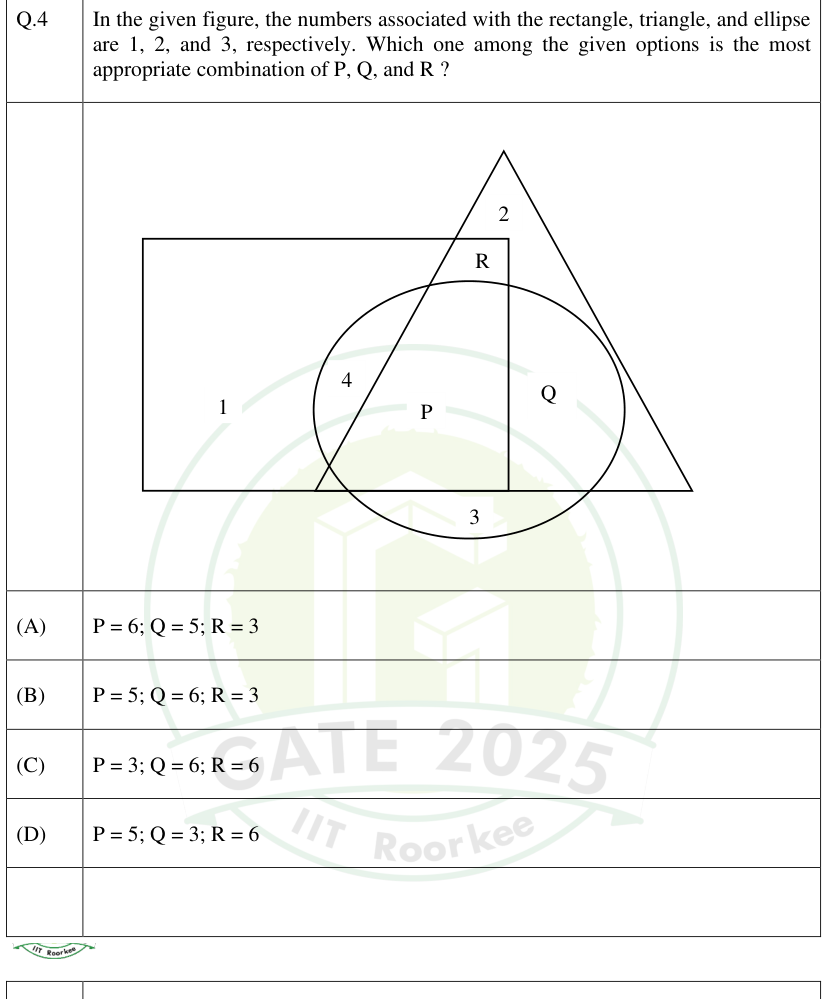 Q.4
In the given figure, the numbers associated with the rectangle, triangle, and ellipse
are 1, 2, and 3, respectively. Which one among the given options is the most
appropriate combination of P, Q, and R ?
2
R
4
1
P
Q
3
(A)
P = 6; Q = 5; R = 3
(B)
P = 5; Q = 6; R = 3
(C)
P = 3; Q = 6; R = 6
(D)
P = 5; Q = 3; R = 6
GATE 2025
IIT Roorkee
IIT Roorkee